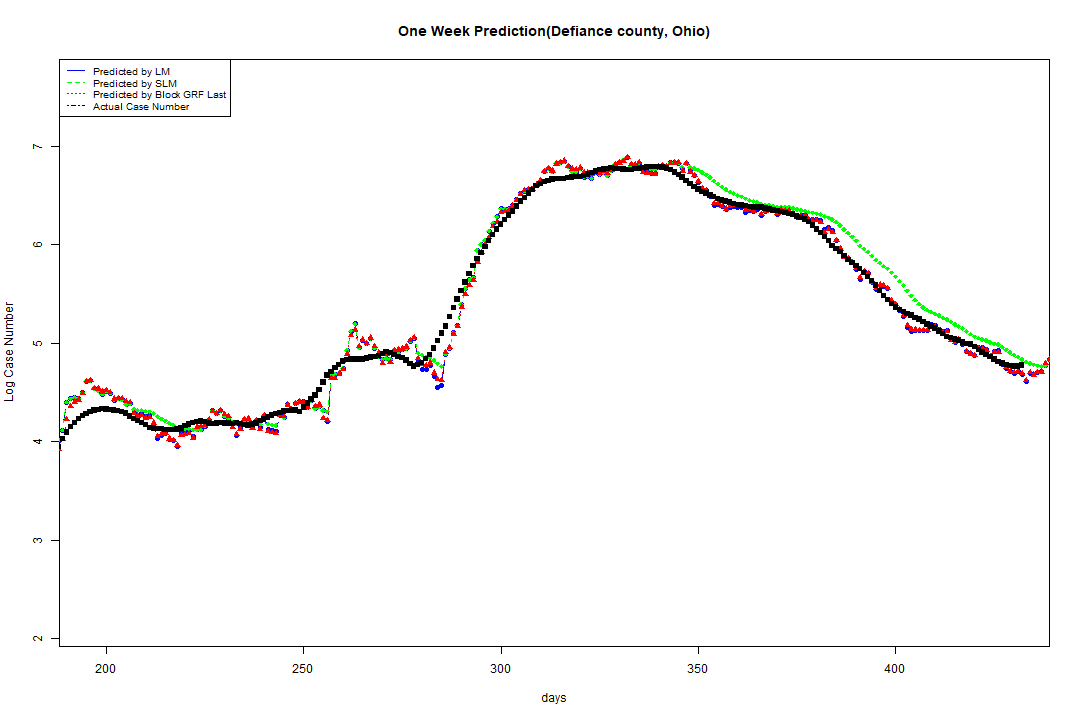 One Week Prediction(Defiance county, Ohio)
Predicted by LM
Predicted by SLM
Predicted by Block GRF Last
Actual Case Number
7
6
5
4
3
2
Log Case Number
200 250 300 350 400
days